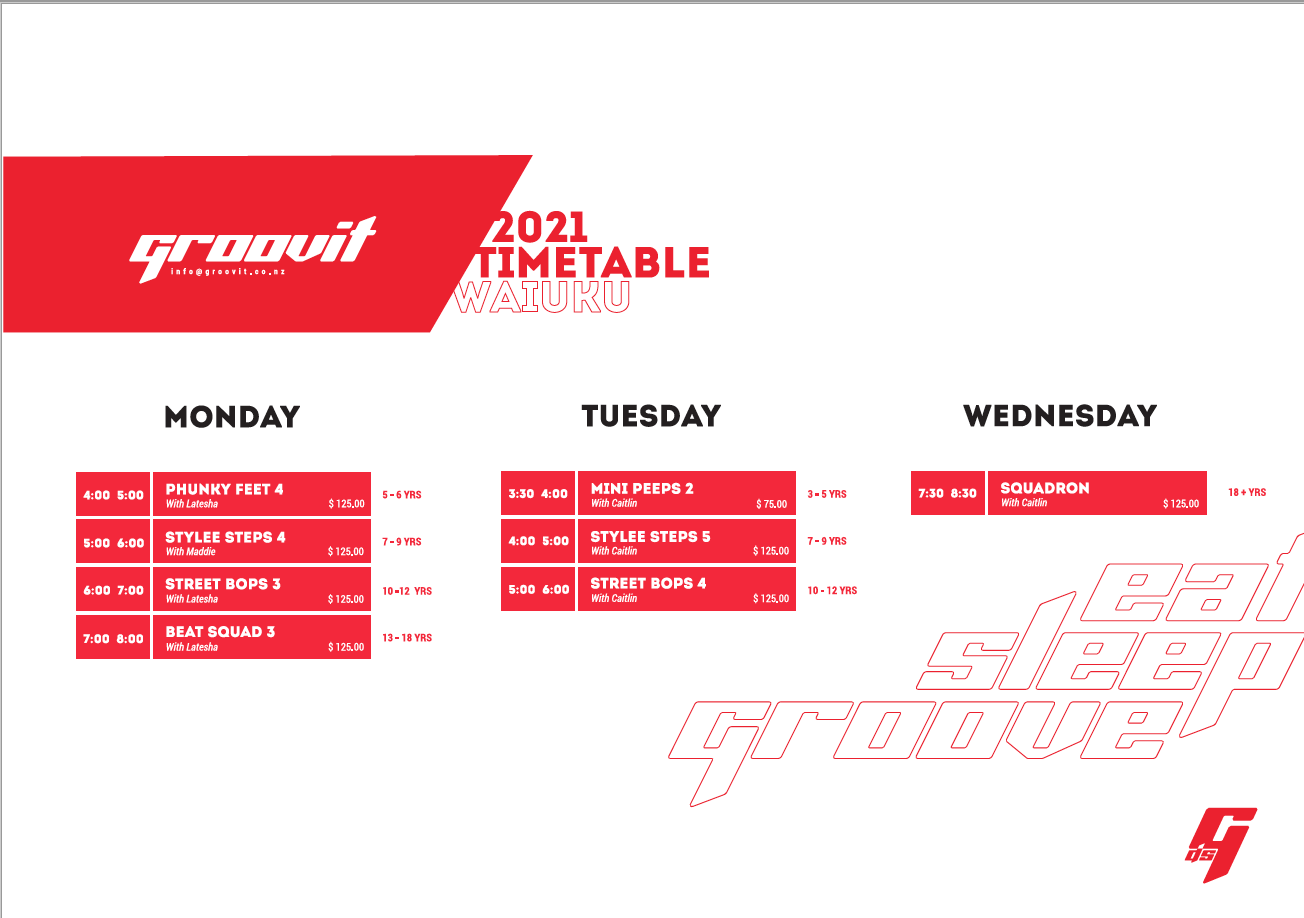 groovit
info@groovit.co.nz
2021
TIMETABLE
WAIUKU
MONDAY
4:00 5:00
PHUNKY FEET 4
With Latesha
$ 125.00
5 - 6 YRS
5:00 6:00
STYLEE STEPS 4
With Maddie
$ 125.00
7 - 9 YRS
6:00 7:00
STREET BOPS 3
With Latesha
$ 125.00
10 -12 YRS
7:00 8:00
BEAT SQUAD 3
With Latesha
$ 125.00
13 - 18 YRS
TUESDAY
3:30 4:00
MINI PEEPS 2
With Caitlin
$ 75.00
3 - 5 YRS
4:00 5:00
STYLEE STEPS 5
With Caitlin
$ 125.00
7 - 9 YRS
5:00 6:00
STREET BOPS 4
With Caitlin
$ 125.00
10 - 12 YRS
WEDNESDAY
7:30 8:30
SQUADRON
With Caitlin
$ 125.00
18 + YRS
eat
sleep
groove
g
ds